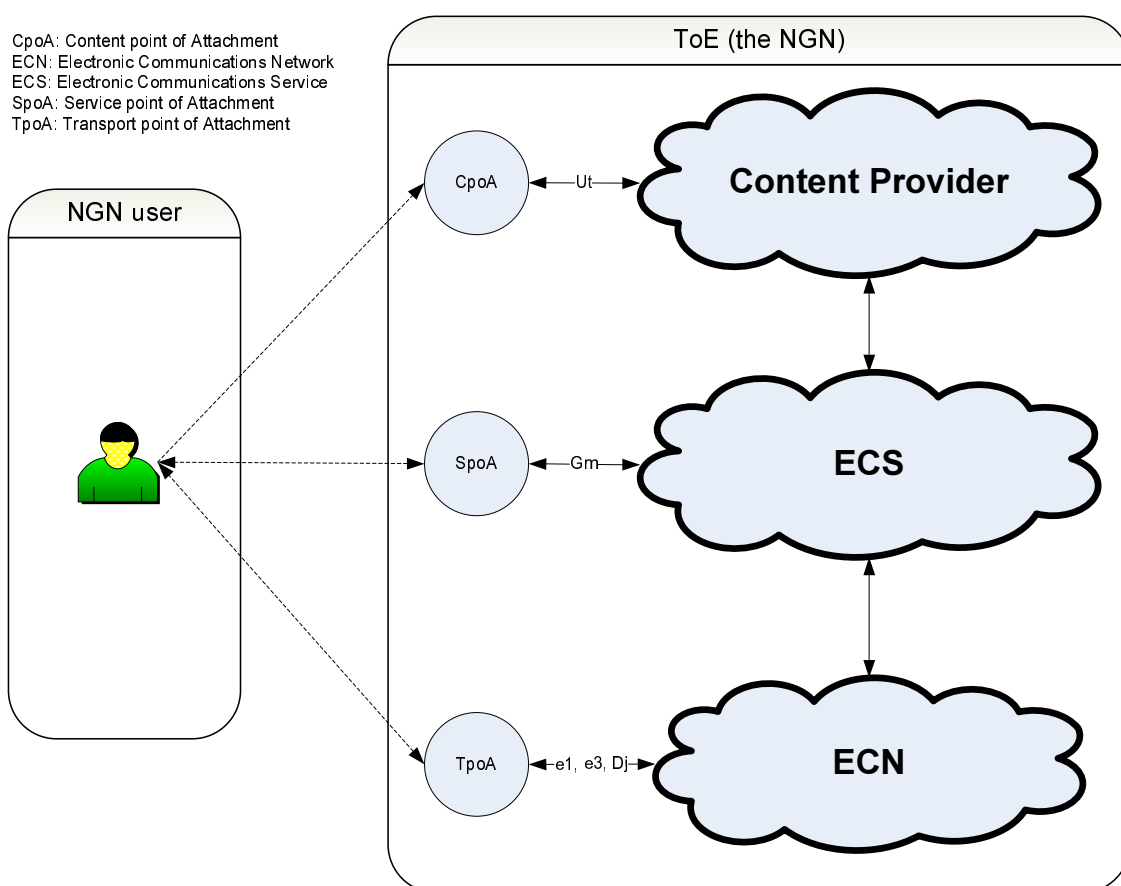 CpoA: Content point of Attachment
ECN: Electronic Communications Network
ECS: Electronic Communications Service
SpoA: Service point of Attachment
TpoA: Transport point of Attachment
ToE (the NGN)
NGN user
CpoA
Ut
Content Provider
SpoA
Gm
ECS
TpoA
e1, e3, Dj
ECN